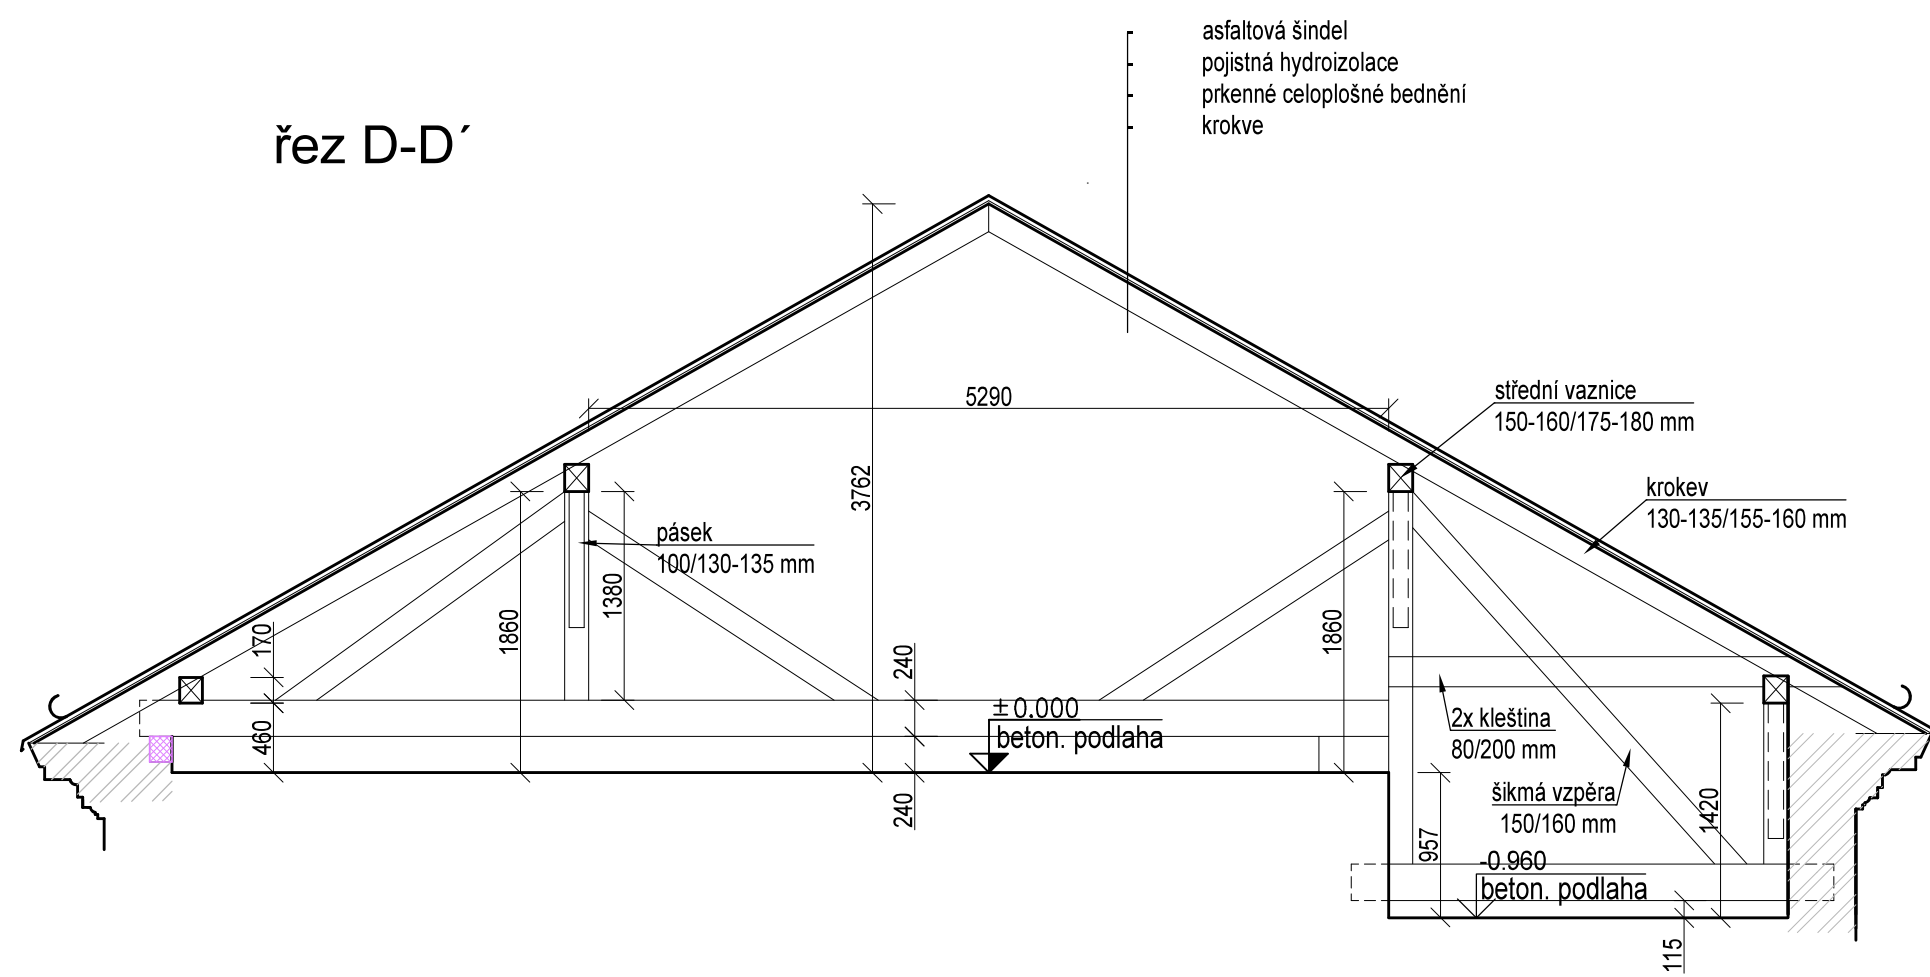 asfaltová šindel
pojistná hydroizolace
prkenné celoplošné bednění
krokve
řez D-D´
5290
střední vaznice
150-160/175-180 mm
3762
krokev
130-135/155-160 mm
pásek
100/130-135 mm
1380
1860
1860
170
460
240
240
±0.000
beton. podlaha
2x kleština
80/200 mm
šikmá vzpěra
150/160 mm
1420
957
-0.960
beton. podlaha
115